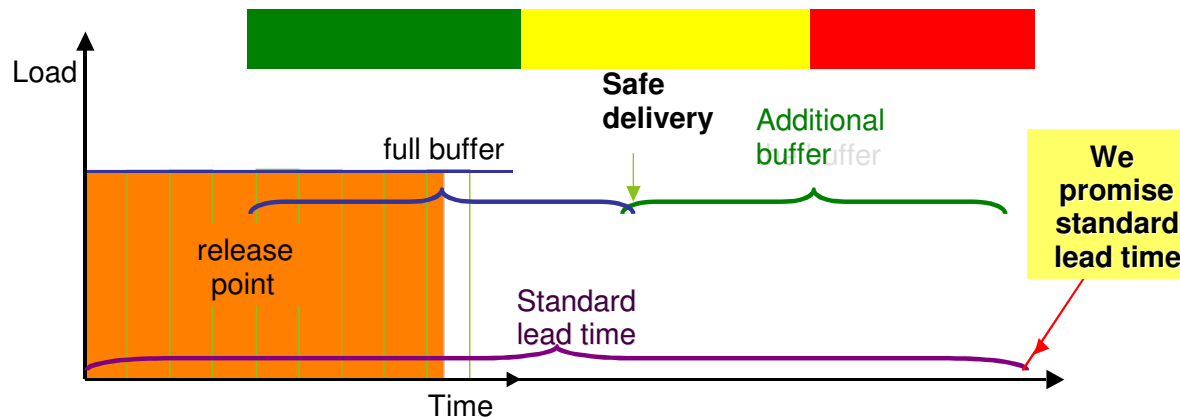 Load
Safe
delivery
Additional
buffer
full buffer
We
promise
standard
lead time
release
point
Standard
lead time
Time